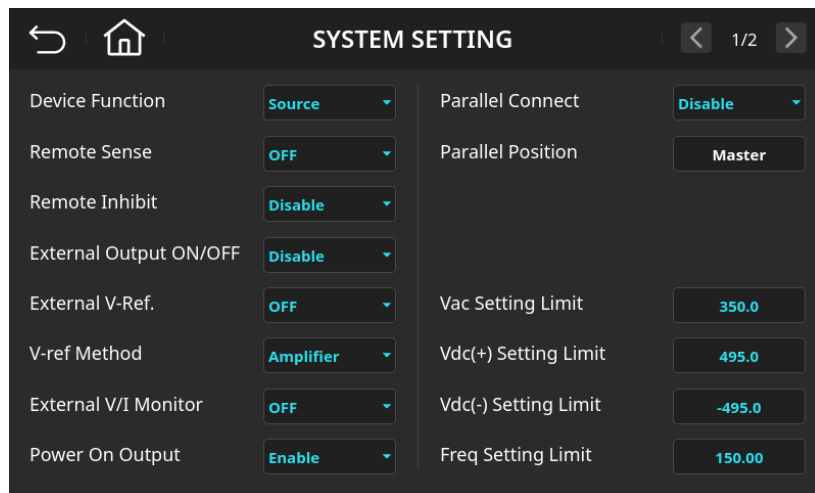 SYSTEM SETTING
1/2
Device Function Source
Remote Sense OFF
Remote Inhibit Disable
External Output ON/OFF Disable
External V-Ref. OFF
V-ref Method Amplifier
External V/I Monitor OFF
Power On Output Enable
Parallel Connect Disable
Parallel Position Master
Vac Setting Limit 350.0
Vdc(+) Setting Limit 495.0
Vdc(-) Setting Limit -495.0
Freq Setting Limit 150.00